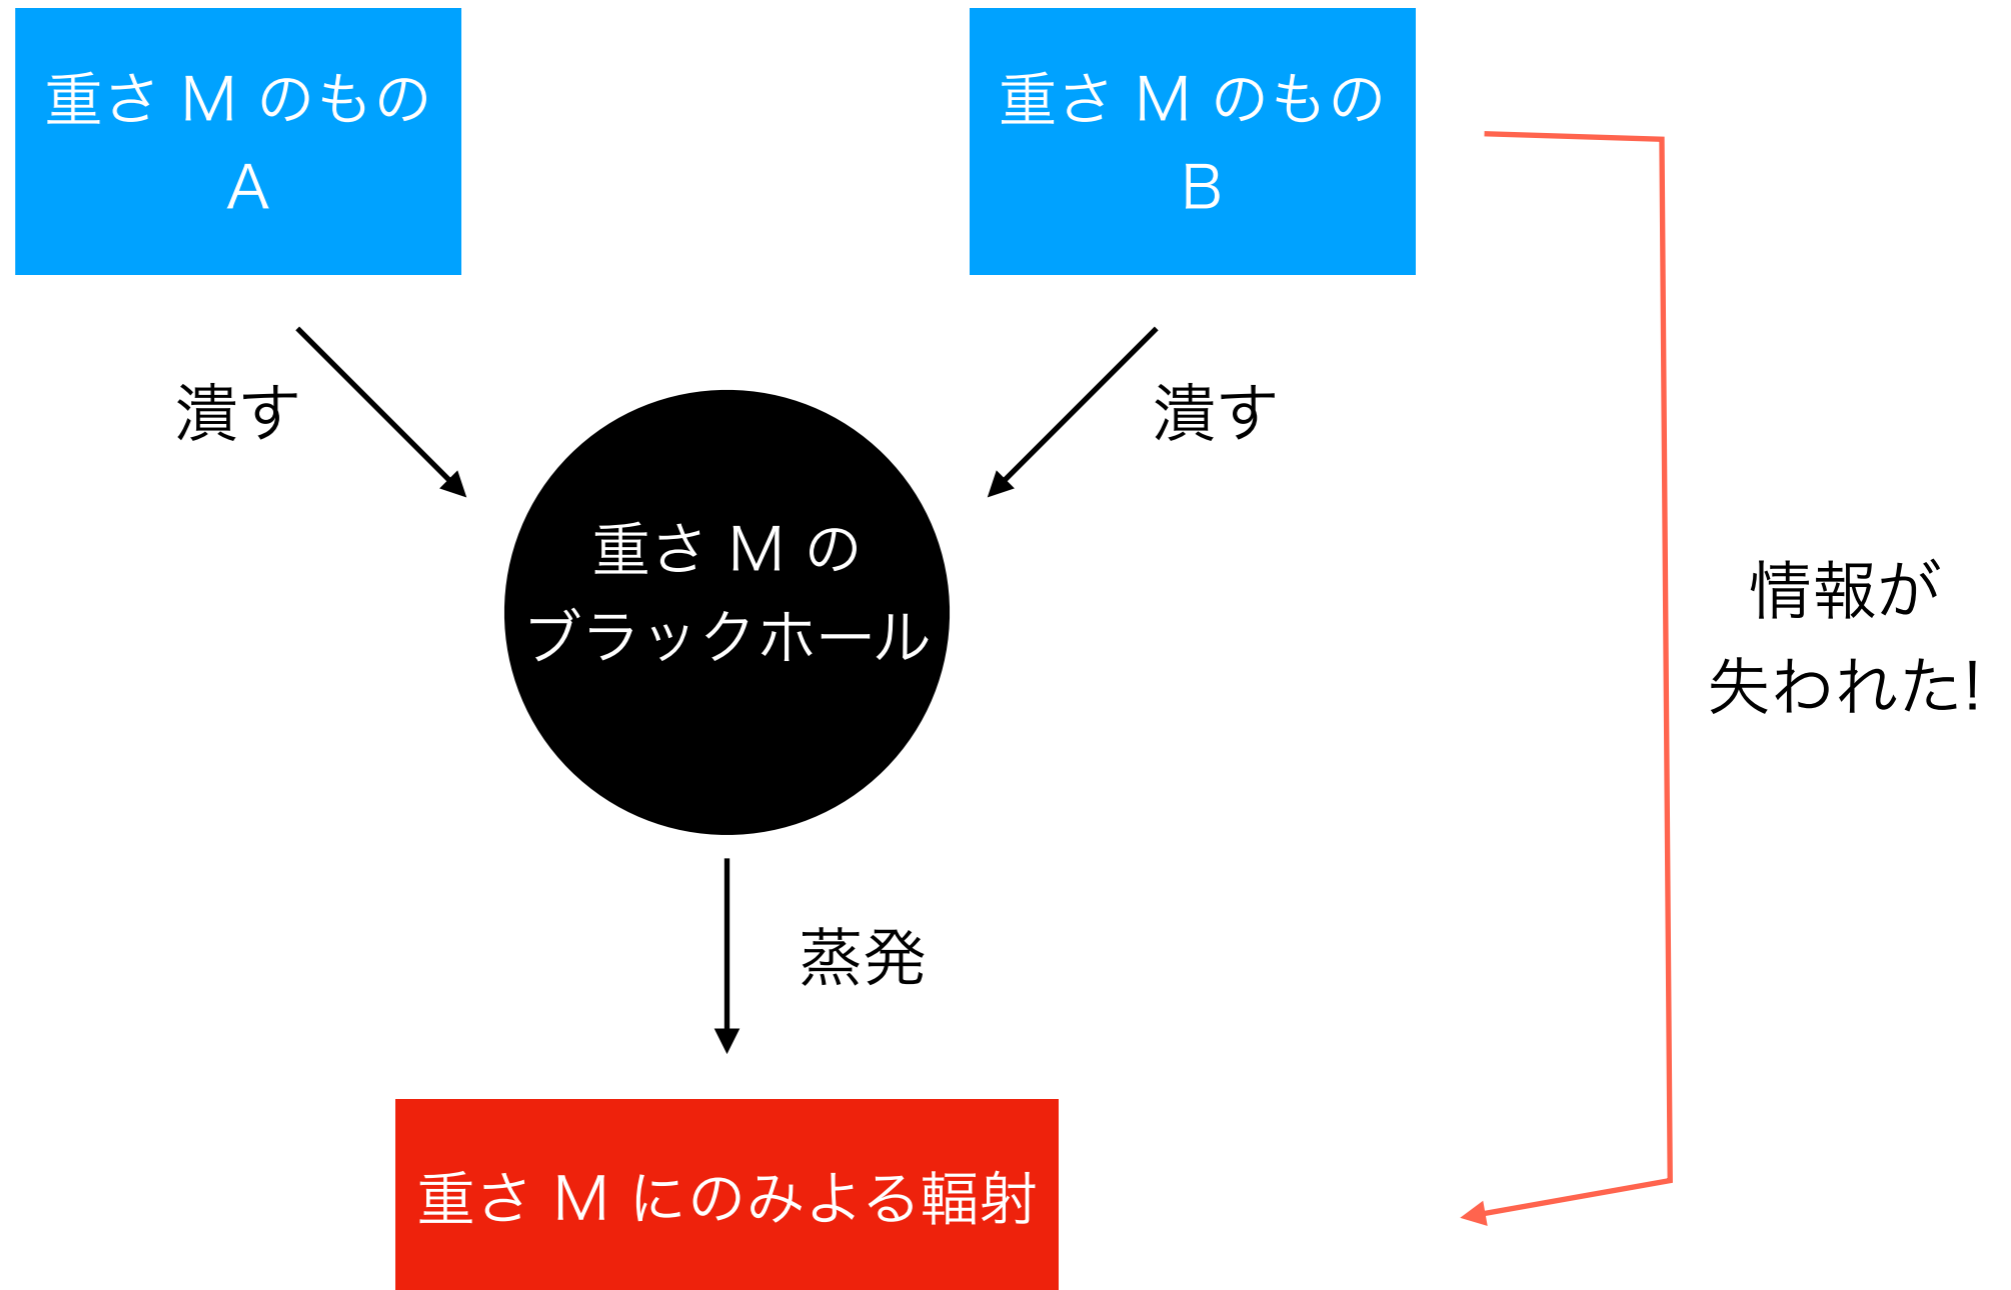 重さ M のもの
A
重さ M のもの
B
潰す
潰す
重さ M の
ブラックホール
情報が
失われた!
蒸発
重さ M にのみよる輻射